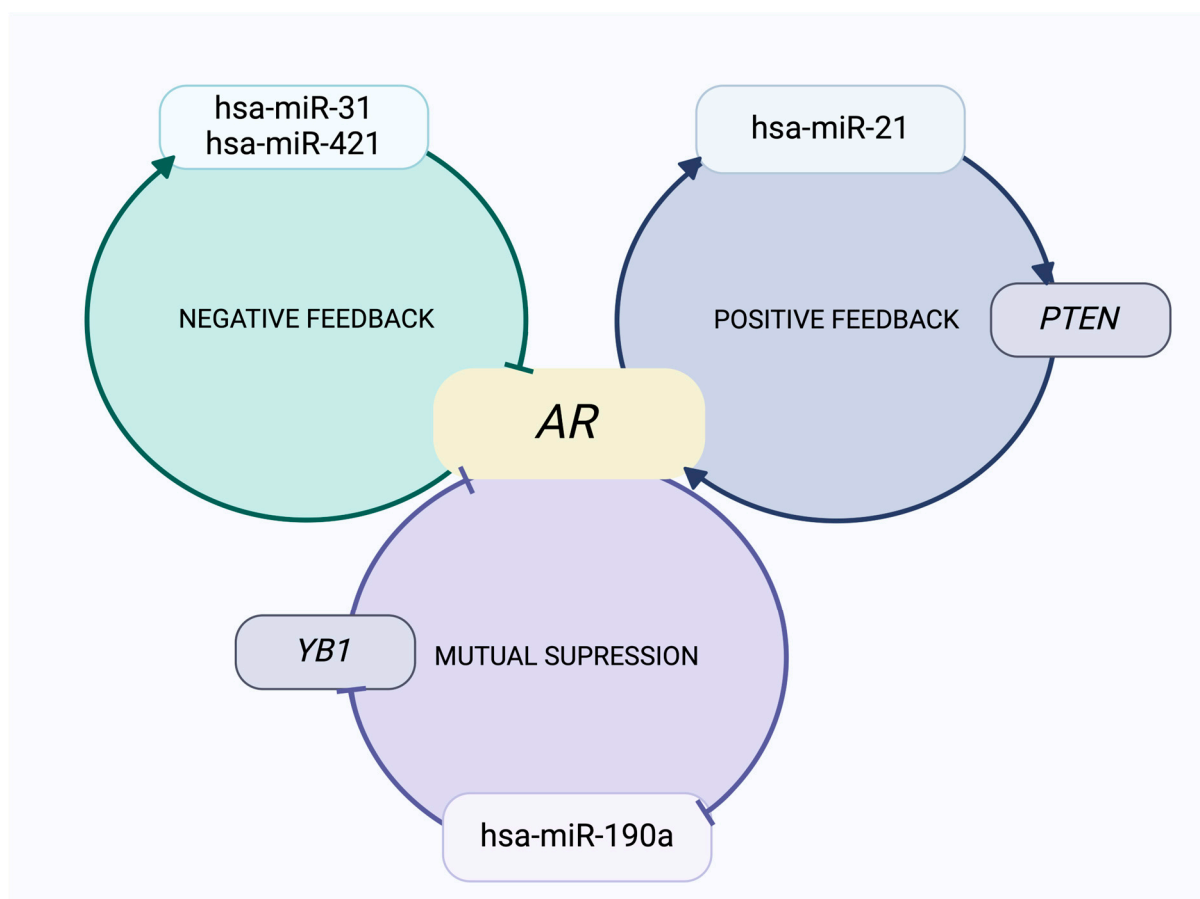 hsa-miR-31
hsa-miR-421
hsa-miR-21
NEGATIVE FEEDBACK
POSITIVE FEEDBACK
PTEN
AR
YB1
MUTUAL SUPRESSION
hsa-miR-190a